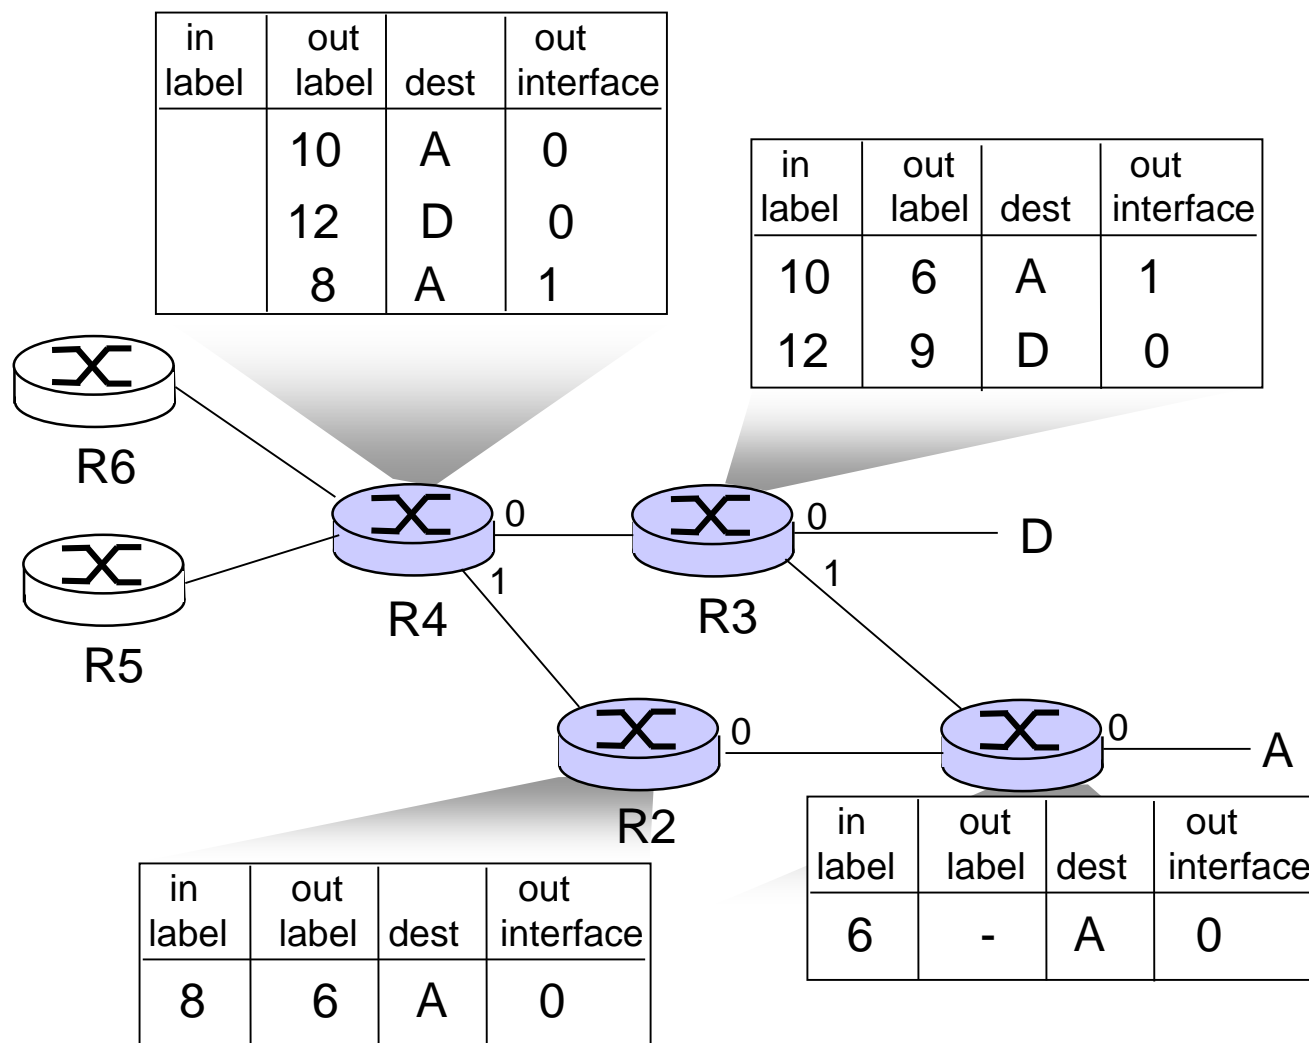 in out out
label label dest interface
10 A 0
12 D 0
8 A 1
in out out
label label dest interface
10 6 A 1
12 9 D 0
R6
R5
R4
0
1
R3
0
1
D
R2
0
0
A
in out out
label label dest interface
6 - A 0
in out out
label label dest interface
8 6 A 0